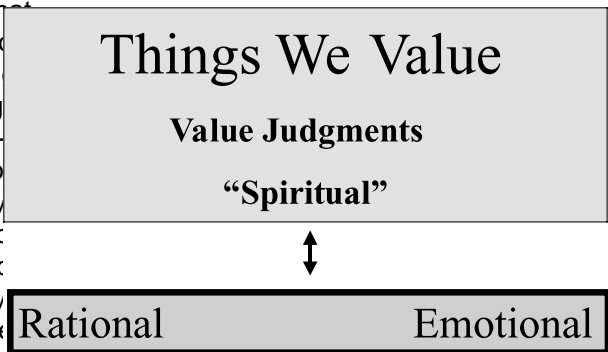 Things We Value
Value Judgments
“Spiritual”
Rational Emotional